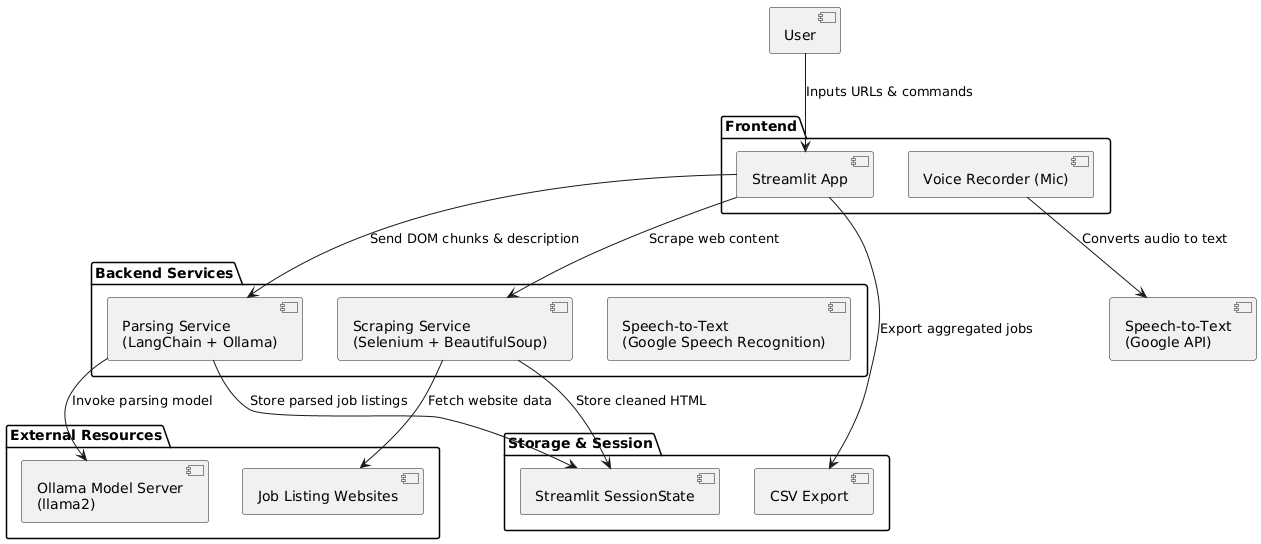 User
Inputs URLs & commands
Frontend
Streamlit App
Voice Recorder (Mic)
Send DOM chunks & description
Scrape web content
Converts audio to text
Backend Services
Parsing Service
(LangChain + Ollama)
Scraping Service
(Selenium + BeautifulSoup)
Speech-to-Text
(Google Speech Recognition)
Export aggregated jobs
Speech-to-Text
(Google API)
Invoke parsing model
Store parsed job listings
Fetch website data
Store cleaned HTML
External Resources
Ollama Model Server
(llama2)
Job Listing Websites
Storage & Session
Streamlit SessionState
CSV Export